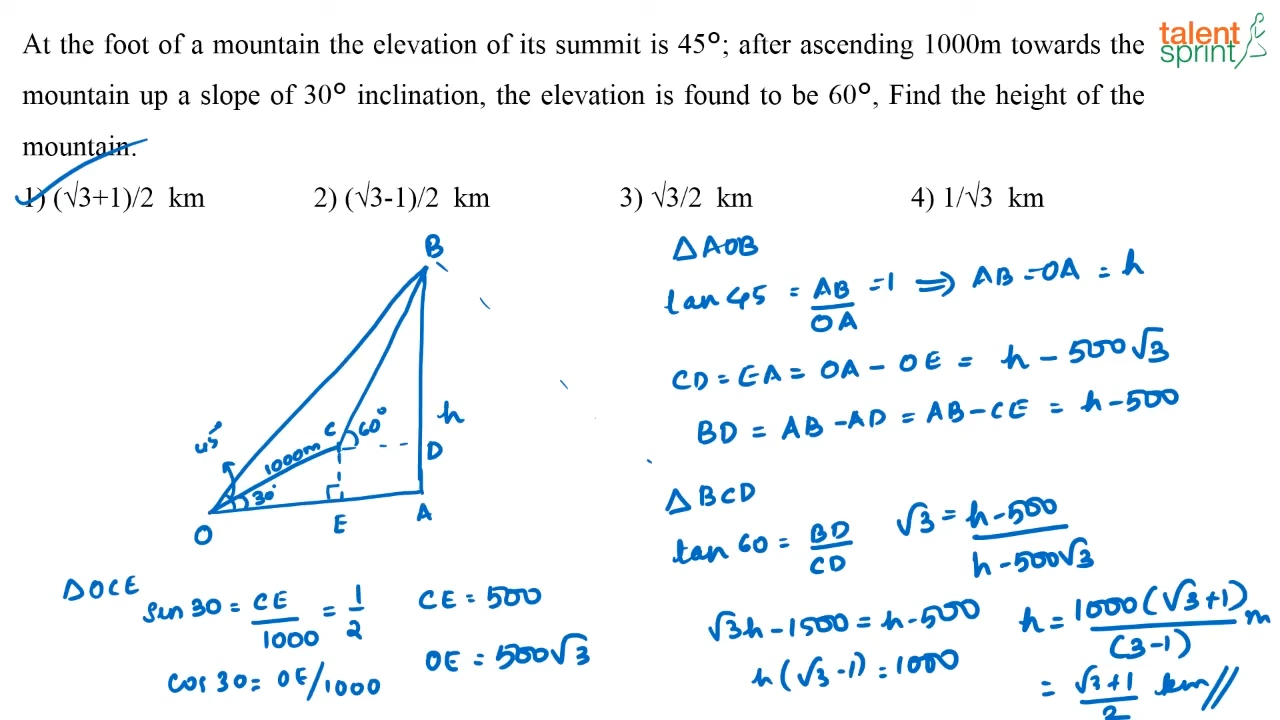 talent
sprint
At the foot of a mountain the elevation of its summit is 45°; after ascending 1000m towards the
mountain up a slope of 30° inclination, the elevation is found to be 60°, Find the height of the
mountain.
1) (√3+1)/2 km 2) (√3-1)/2 km 3) √3/2 km 4) 1/√3 km
B
C 60°
h
D
45°
1000m
30°
O E A
△OCE
sin 30 = CE/1000 = 1/2 CE = 500
cos 30 = OE/1000 OE = 500√3
△AOB
tan 45 = AB/OA = 1 ⟹ AB = OA = h
CD = EA = OA - OE = h - 500√3
BD = AB - AD = AB - CE = h - 500
△BCD
tan 60 = BD/CD √3 = h - 500/h - 500√3
√3h - 1500 = h - 500
h(√3 - 1) = 1000
h = 1000(√3+1)/(3-1) m
= √3+1/2 km//